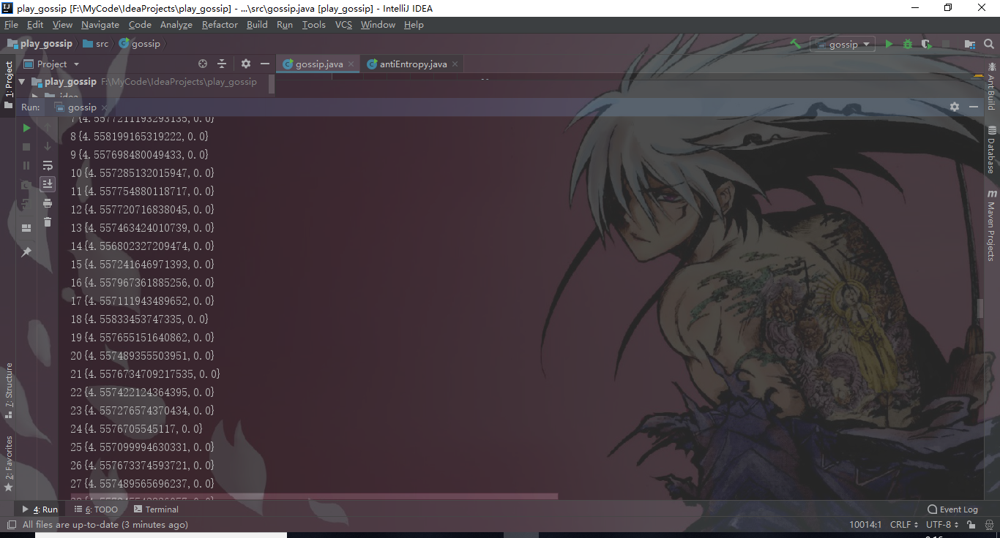 play_gossip [F:\MyCode\IdeaProjects\play_gossip] - ...\src\gossip.java [play_gossip] - IntelliJ IDEA
File Edit View Navigate Code Analyze Refactor Build Run Tools VCS Window Help
play_gossip src gossip gossip
1: Project Project gossip.java antiEntropy.java
play_gossip F:\MyCode\IdeaProjects\play_gossip
Ant Build
Run: gossip
7 {4.5577211193293135,0.0}
8 {4.558199165319222,0.0}
9 {4.557698480049433,0.0}
Database
10 {4.557285132015947,0.0}
11 {4.557754880118717,0.0}
12 {4.557720716838045,0.0}
Maven Projects
13 {4.557463424010739,0.0}
14 {4.556802327209474,0.0}
15 {4.557241646971393,0.0}
16 {4.557967361885256,0.0}
17 {4.557111943489652,0.0}
18 {4.55833453747335,0.0}
19 {4.557655151640862,0.0}
20 {4.557489355503951,0.0}
21 {4.5576734709217535,0.0}
7: Structure
22 {4.557422124364395,0.0}
23 {4.557276574370434,0.0}
24 {4.5576705545117,0.0}
25 {4.557099994630331,0.0}
2: Favorites
26 {4.557673374593721,0.0}
27 {4.557489565696237,0.0}
4: Run 6: TODO Terminal Event Log
All files are up-to-date (3 minutes ago) 10014:1 CRLF UTF-8